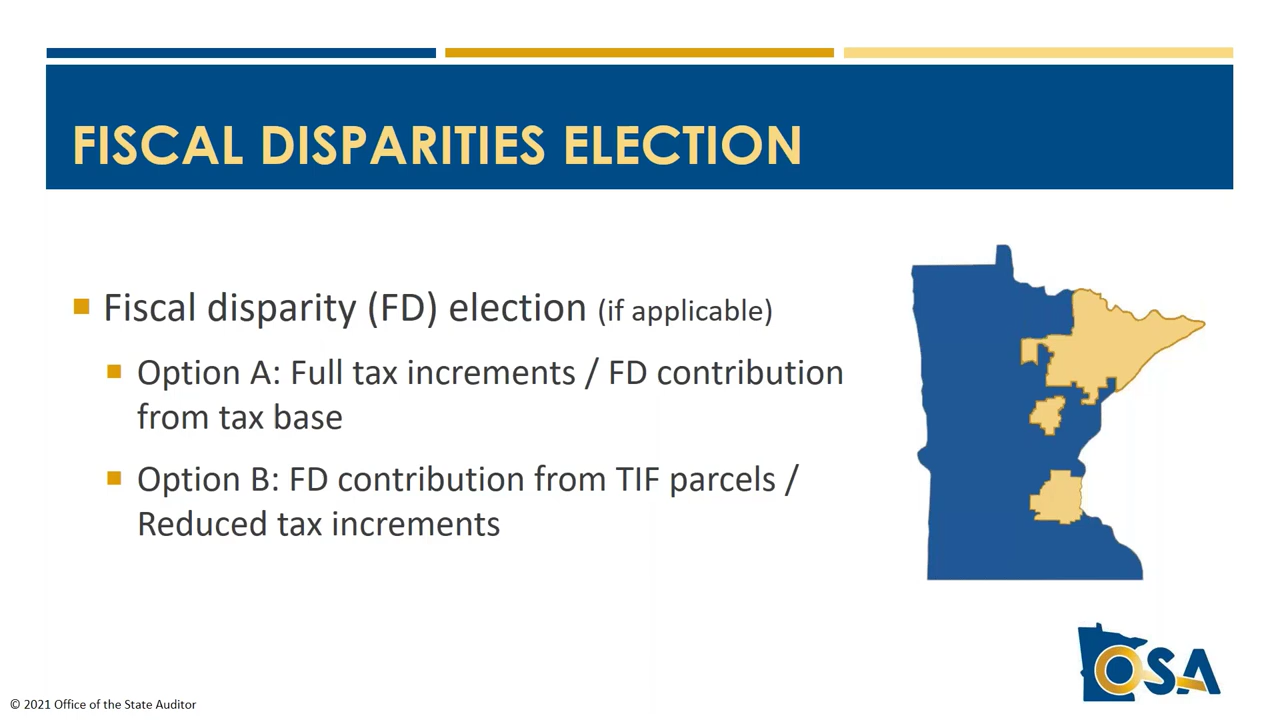 FISCAL DISPARITIES ELECTION
Fiscal disparity (FD) election (if applicable)
Option A: Full tax increments / FD contribution
from tax base
Option B: FD contribution from TIF parcels /
Reduced tax increments
OSA
© 2021 Office of the State Auditor